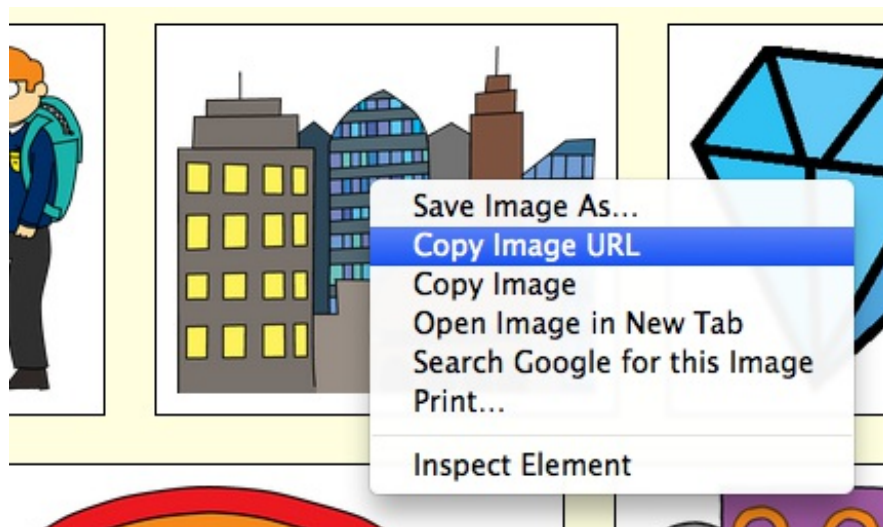 Save Image As...
Copy Image URL
Copy Image
Open Image in New Tab
Search Google for this Image
Print...
Inspect Element